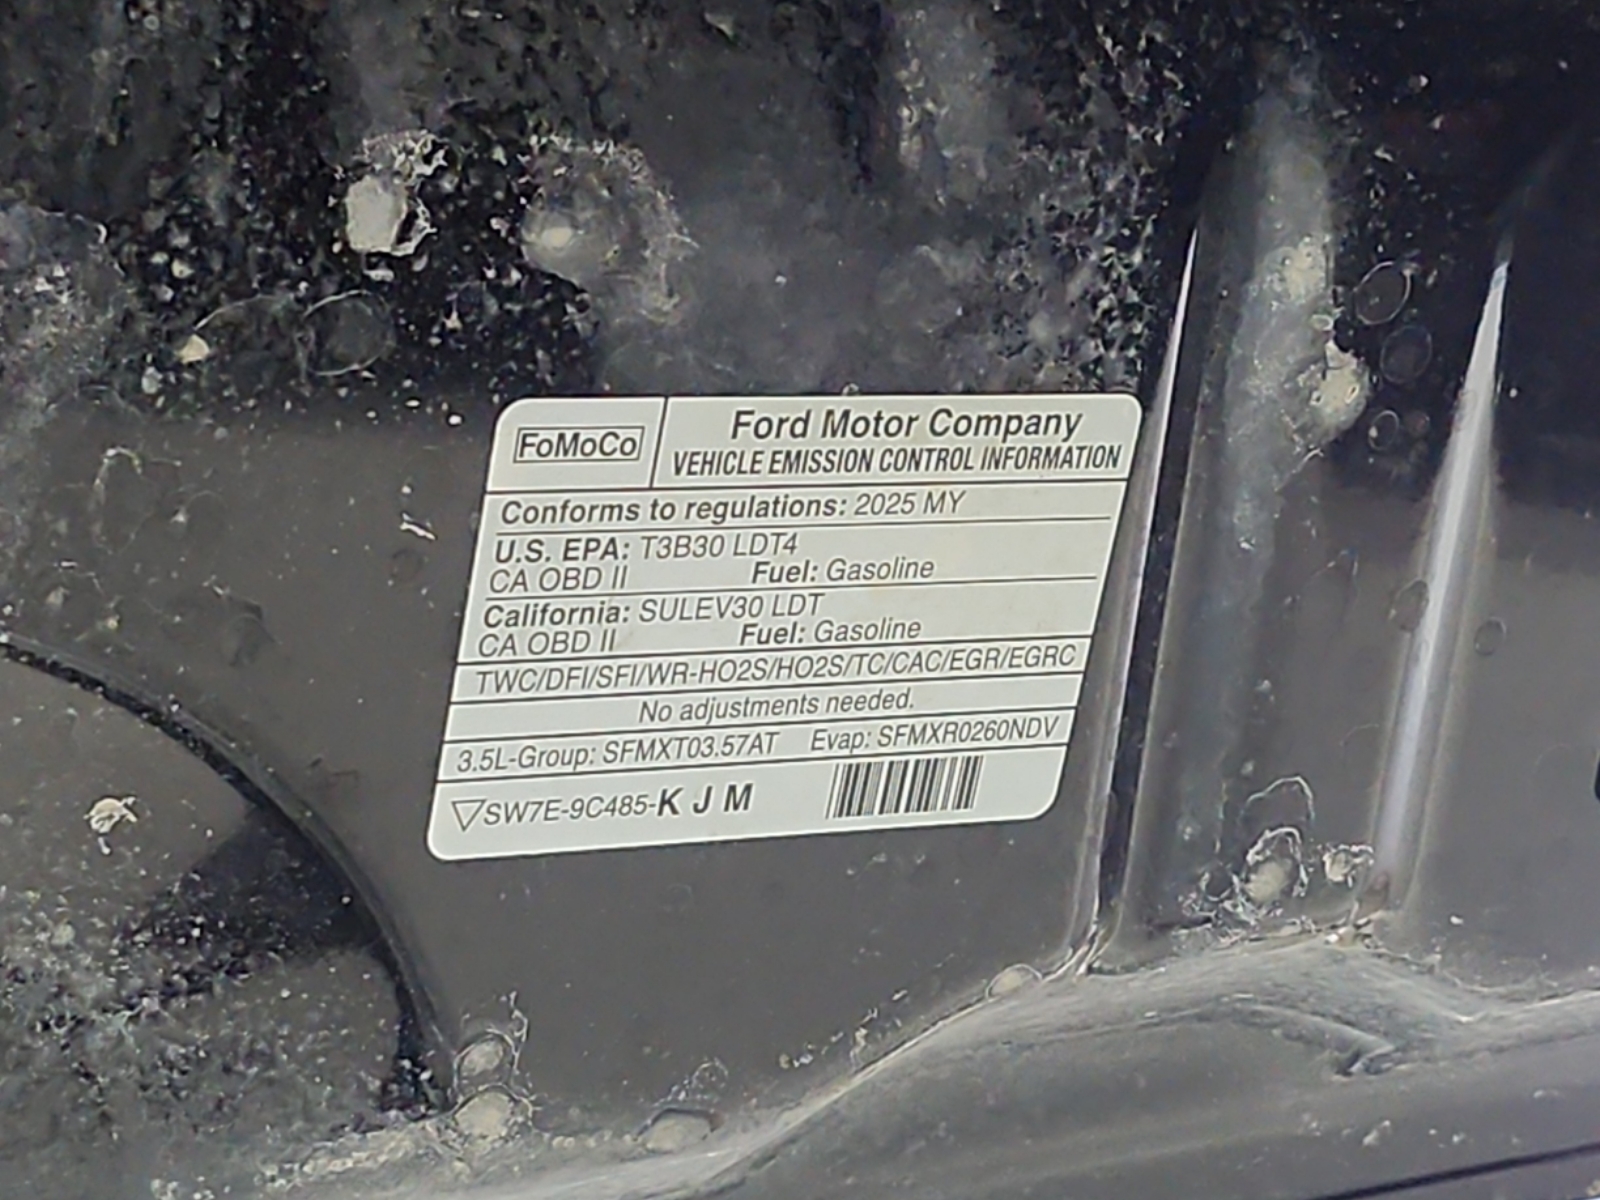 FoMoCo
Ford Motor Company
VEHICLE EMISSION CONTROL INFORMATION
Conforms to regulations: 2025 MY
U.S. EPA: T3B30 LDT4
CA OBD II Fuel: Gasoline
California: SULEV30 LDT
CA OBD II Fuel: Gasoline
TWC/DFI/SFI/WR-HO2S/HO2S/TC/CAC/EGR/EGRC
No adjustments needed.
3.5L-Group: SFMXT03.57AT Evap: SFMXR0260NDV
▽SW7E-9C485-K J M